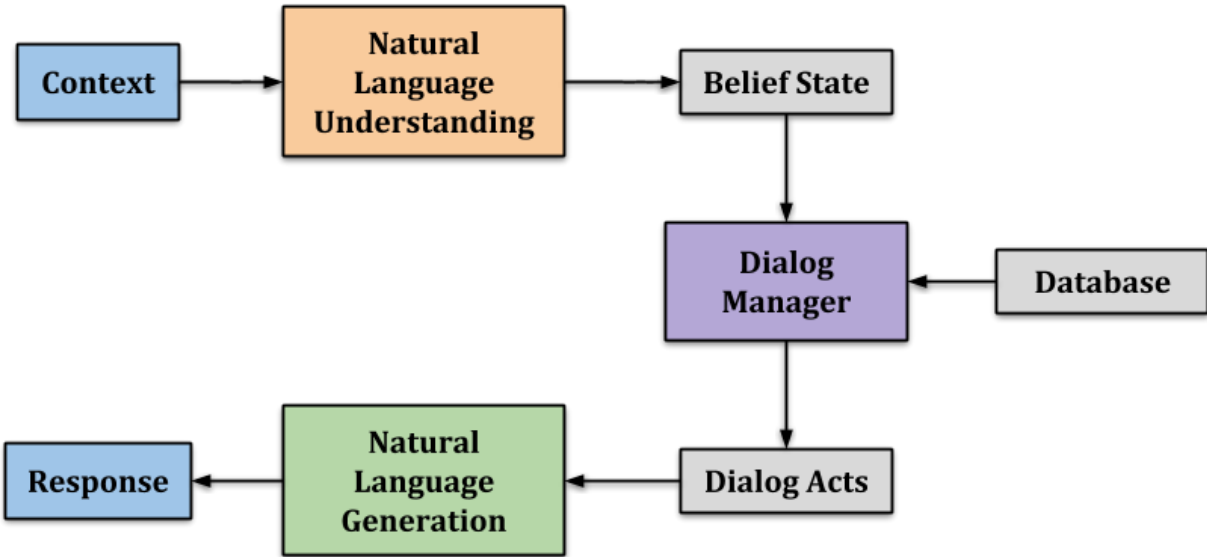 Context
Natural
Language
Understanding
Belief State
Dialog
Manager
Database
Dialog Acts
Natural
Language
Generation
Response